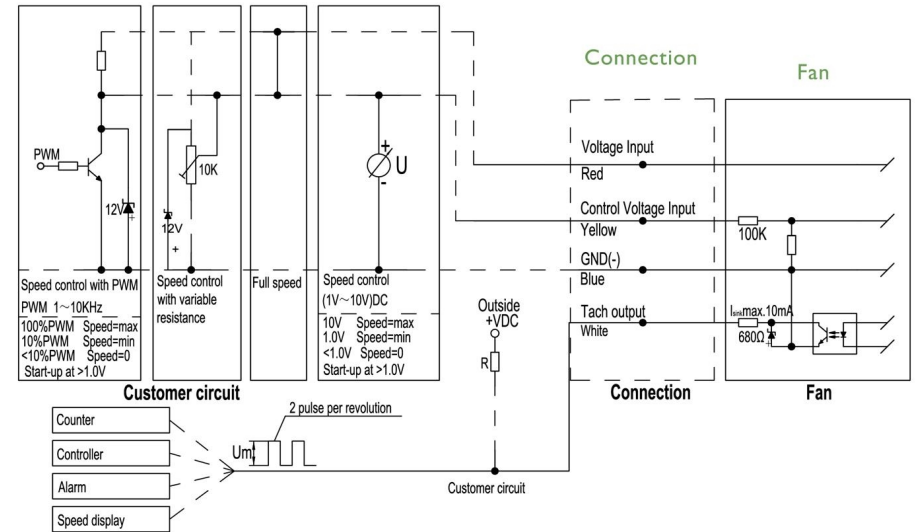 Connection
Fan
PWM
12V
+
10K
12V
+
+
U
-
Voltage Input
Red
Control Voltage Input
Yellow
100K
GND(-)
Blue
Tach output
White
Isinkmax.10mA
680Ω
+
Speed control with PWM
PWM 1~10KHz
100%PWM Speed=max
10%PWM Speed=min
<10%PWM Speed=0
Start-up at >1.0V
Speed control
with variable
resistance
Full speed
Speed control
(1V~10V)DC
10V Speed=max
1.0V Speed=min
<1.0V Speed=0
Start-up at >1.0V
Outside
+VDC
R
Customer circuit
Connection
Fan
Counter
Controller
Alarm
Speed display
Um
2 pulse per revolution
Customer circuit